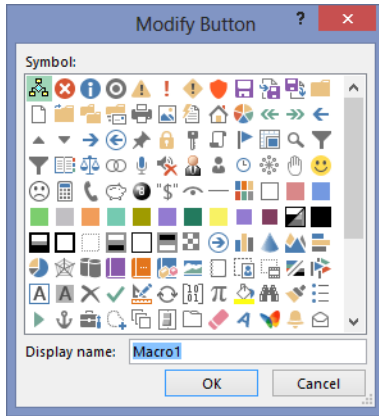 Modify Button
?
Symbol:
"$"
Display name: Macro1
OK Cancel